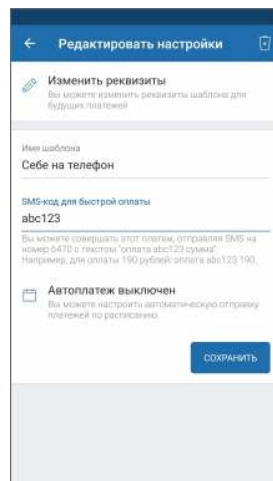 Редактировать настройки
Изменить реквизиты
Вы можете изменить реквизиты шаблона для
будущих платежей
Имя шаблона
Себе на телефон
SMS-код для быстрой оплаты
abc123
Вы можете совершать этот платеж, отправляя SMS на
номер 6470 с текстом "оплата abc123 сумма".
Например, для оплаты 190 рублей: оплата abc123 190.
Автоплатеж выключен
Вы можете настроить автоматическую отправку
платежей по расписанию
СОХРАНИТЬ